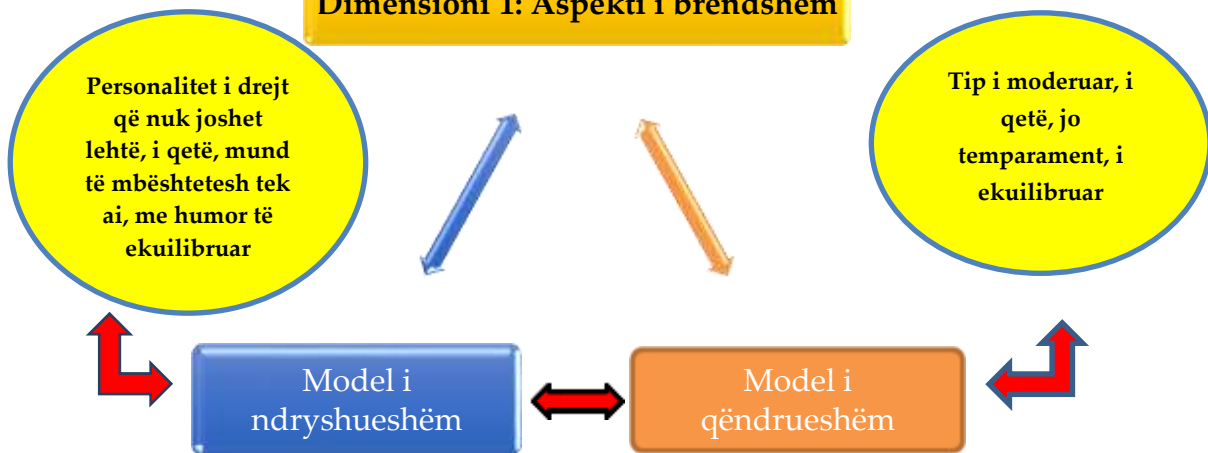 Dimensioni 1: Aspekti i brendshëm
Personalitet i drejt
që nuk joshet
lehtë, i qetë, mund
të mbështetesh tek
ai, me humor të
ekuilibruar
Tip i moderuar, i
qetë, jo
temparament, i
ekuilibruar
Model i
ndryshueshëm
Model i
qëndrueshëm